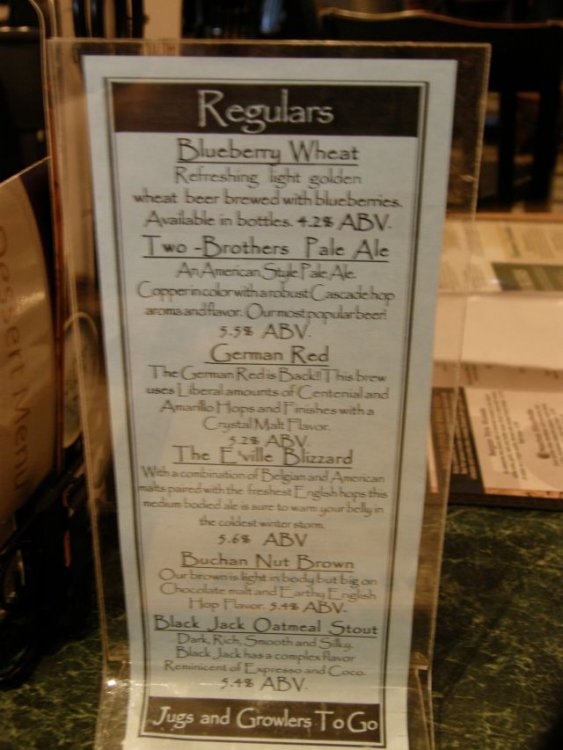 Regulars
Blueberry Wheat
Refreshing light golden
wheat beer brewed with blueberries.
Available in bottles. 4.2% ABV.
Two-Brothers Pale Ale
An American Style Pale Ale.
Copper in color with a robust Cascade hop
aroma and flavor. Our most popular beer!
5.5% ABV.
German Red
The German Red is Back!! This brew
uses Liberal amounts of Centenial and
Amarillo Hops and Finishes with a
Crystal Malt Flavor.
5.2% ABV.
The E'ville Blizzard
With a combination of Belgian and American
malts paired with the freshest English hops this
medium bodied ale is sure to warm your belly in
the coldest winter storm.
5.6% ABV
Buchan Nut Brown
Our brown is light in body but big on
Chocolate malt and Earthy English
Hop Flavor. 5.4% ABV.
Black Jack Oatmeal Stout
Dark, Rich, Smooth and Silky.
Black Jack has a complex flavor
Reminicent of Expresso and Coco.
5.4% ABV.
Jugs and Growlers To Go
Dessert Menu